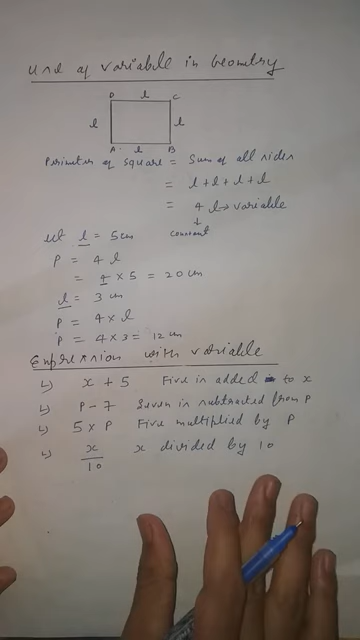 Use of variable in Geometry
D l C
l l
A. l B
Perimeter of square = Sum of all sides
= l + l + l + l
= 4 l → variable
↓
constant
let l = 5 cm
P = 4 l
= 4 × 5 = 20 cm
l = 3 cm
P = 4 × l
P = 4 × 3 = 12 cm
Expression with variable
↳ x + 5 Five is added to x
↳ P - 7 Seven is subtracted from P
↳ 5 × P Five multiplied by P
↳ x/10 x divided by 10